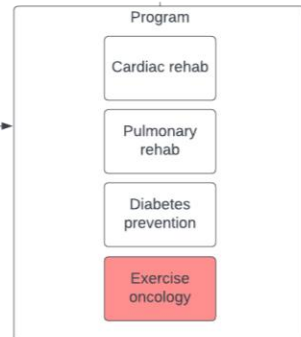 Program
Cardiac rehab
Pulmonary
rehab
Diabetes
prevention
Exercise
oncology